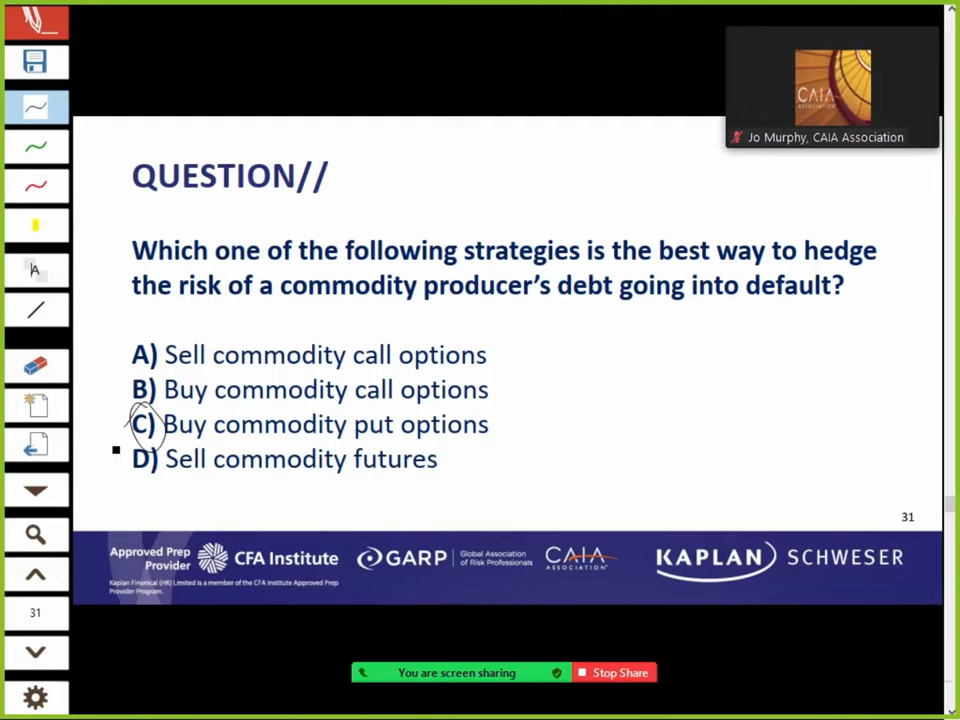 CAIA
ASSOCIATION
Jo Murphy, CAIA Association
QUESTION//
Which one of the following strategies is the best way to hedge
the risk of a commodity producer's debt going into default?
A) Sell commodity call options
B) Buy commodity call options
C) Buy commodity put options
D) Sell commodity futures
31
Approved Prep
Provider
CFA Institute
Kaplan Financial (HK) Limited is a member of the CFA Institute Approved Prep
Provider Program.
GARP
Global Association
of Risk Professionals
CAIA
ASSOCIATION
KAPLAN SCHWESER
A
31
You are screen sharing
Stop Share